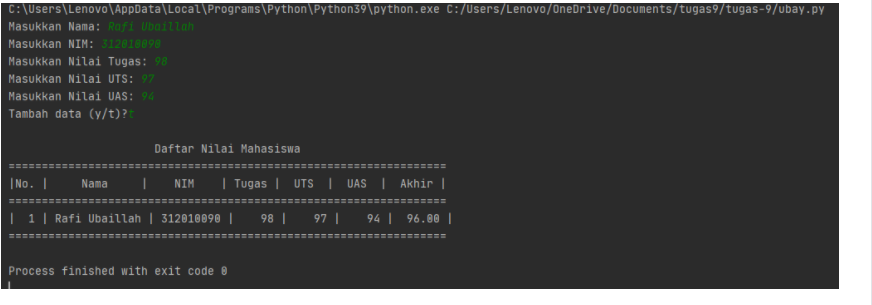 C:\Users\Lenovo\AppData\Local\Programs\Python\Python39\python.exe C:/Users/Lenovo/OneDrive/Documents/tugas9/tugas-9/ubay.py
Masukkan Nama: Rafi Ubaillah
Masukkan NIM: 312010090
Masukkan Nilai Tugas: 98
Masukkan Nilai UTS: 97
Masukkan Nilai UAS: 94
Tambah data (y/t)?t
Daftar Nilai Mahasiswa
==================================================================
|No. |     Nama     |    NIM    | Tugas |  UTS  |  UAS  |  Akhir |
==================================================================
|  1 | Rafi Ubaillah | 312010090 |    98 |    97 |    94 |  96.00 |
==================================================================
Process finished with exit code 0